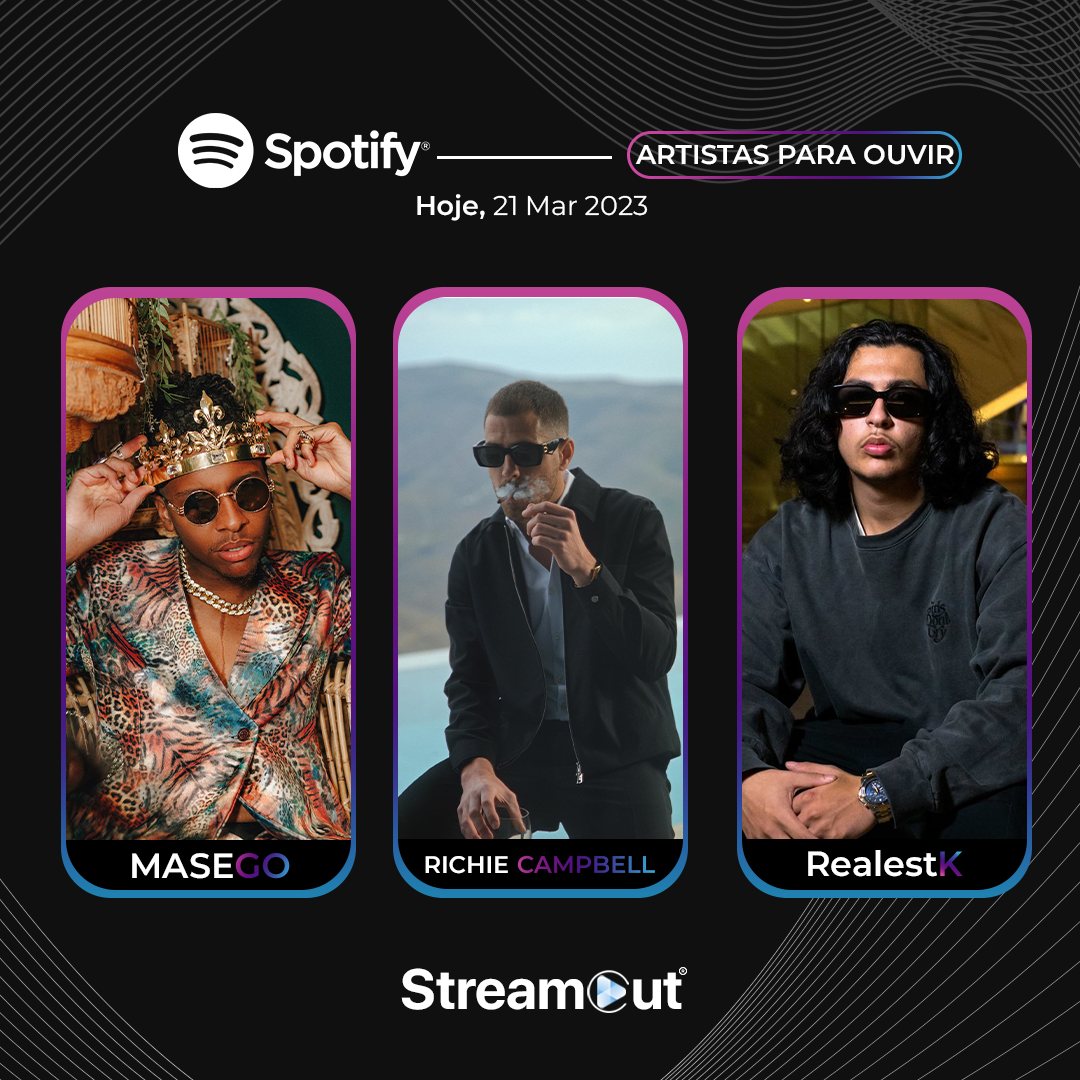 Spotify®
ARTISTAS PARA OUVIR
Hoje, 21 Mar 2023
MASEGO
RICHIE CAMPBELL
RealestK
StreamOut®